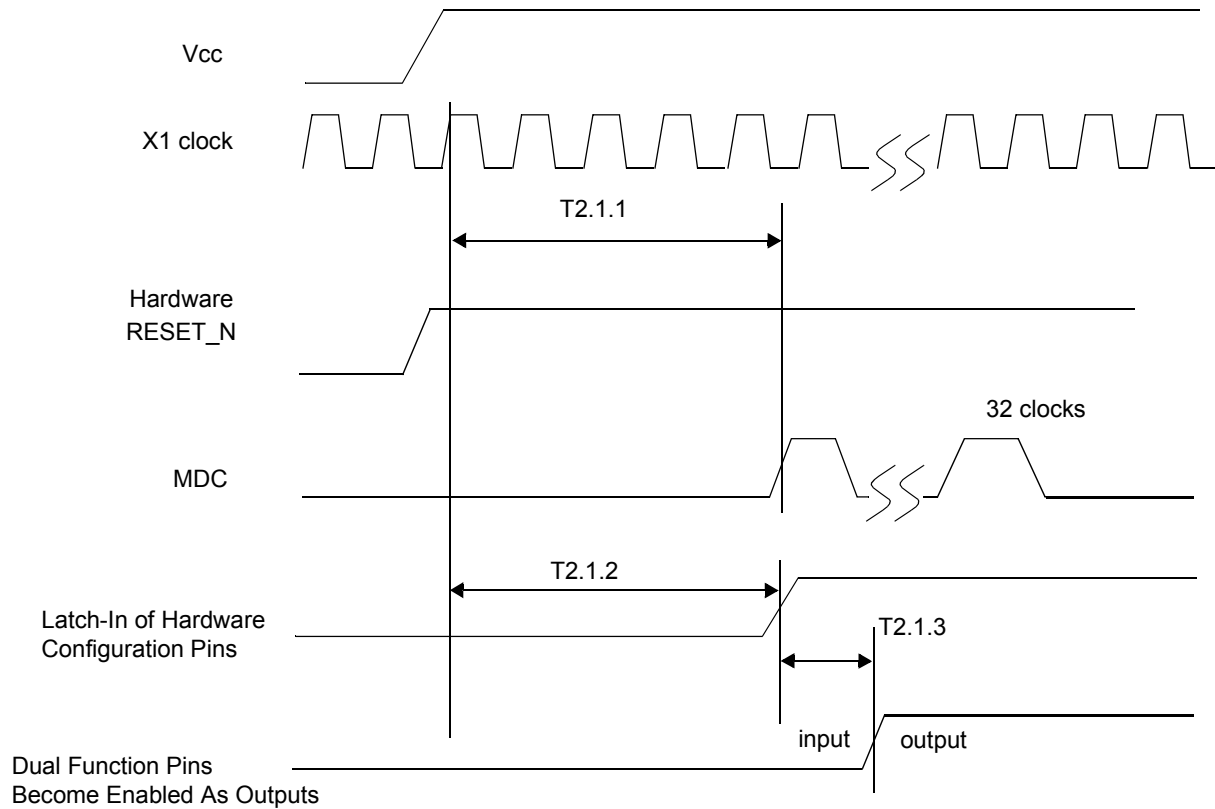 Vcc
X1 clock
T2.1.1
Hardware
RESET_N
32 clocks
MDC
T2.1.2
Latch-In of Hardware
Configuration Pins
T2.1.3
input
output
Dual Function Pins
Become Enabled As Outputs